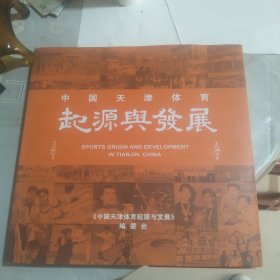 中国天津体育
起源與發展
SPORTS ORIGIN AND DEVELOPMENT
IN TIANJIN, CHINA
《中国天津体育起源与发展》
编委会